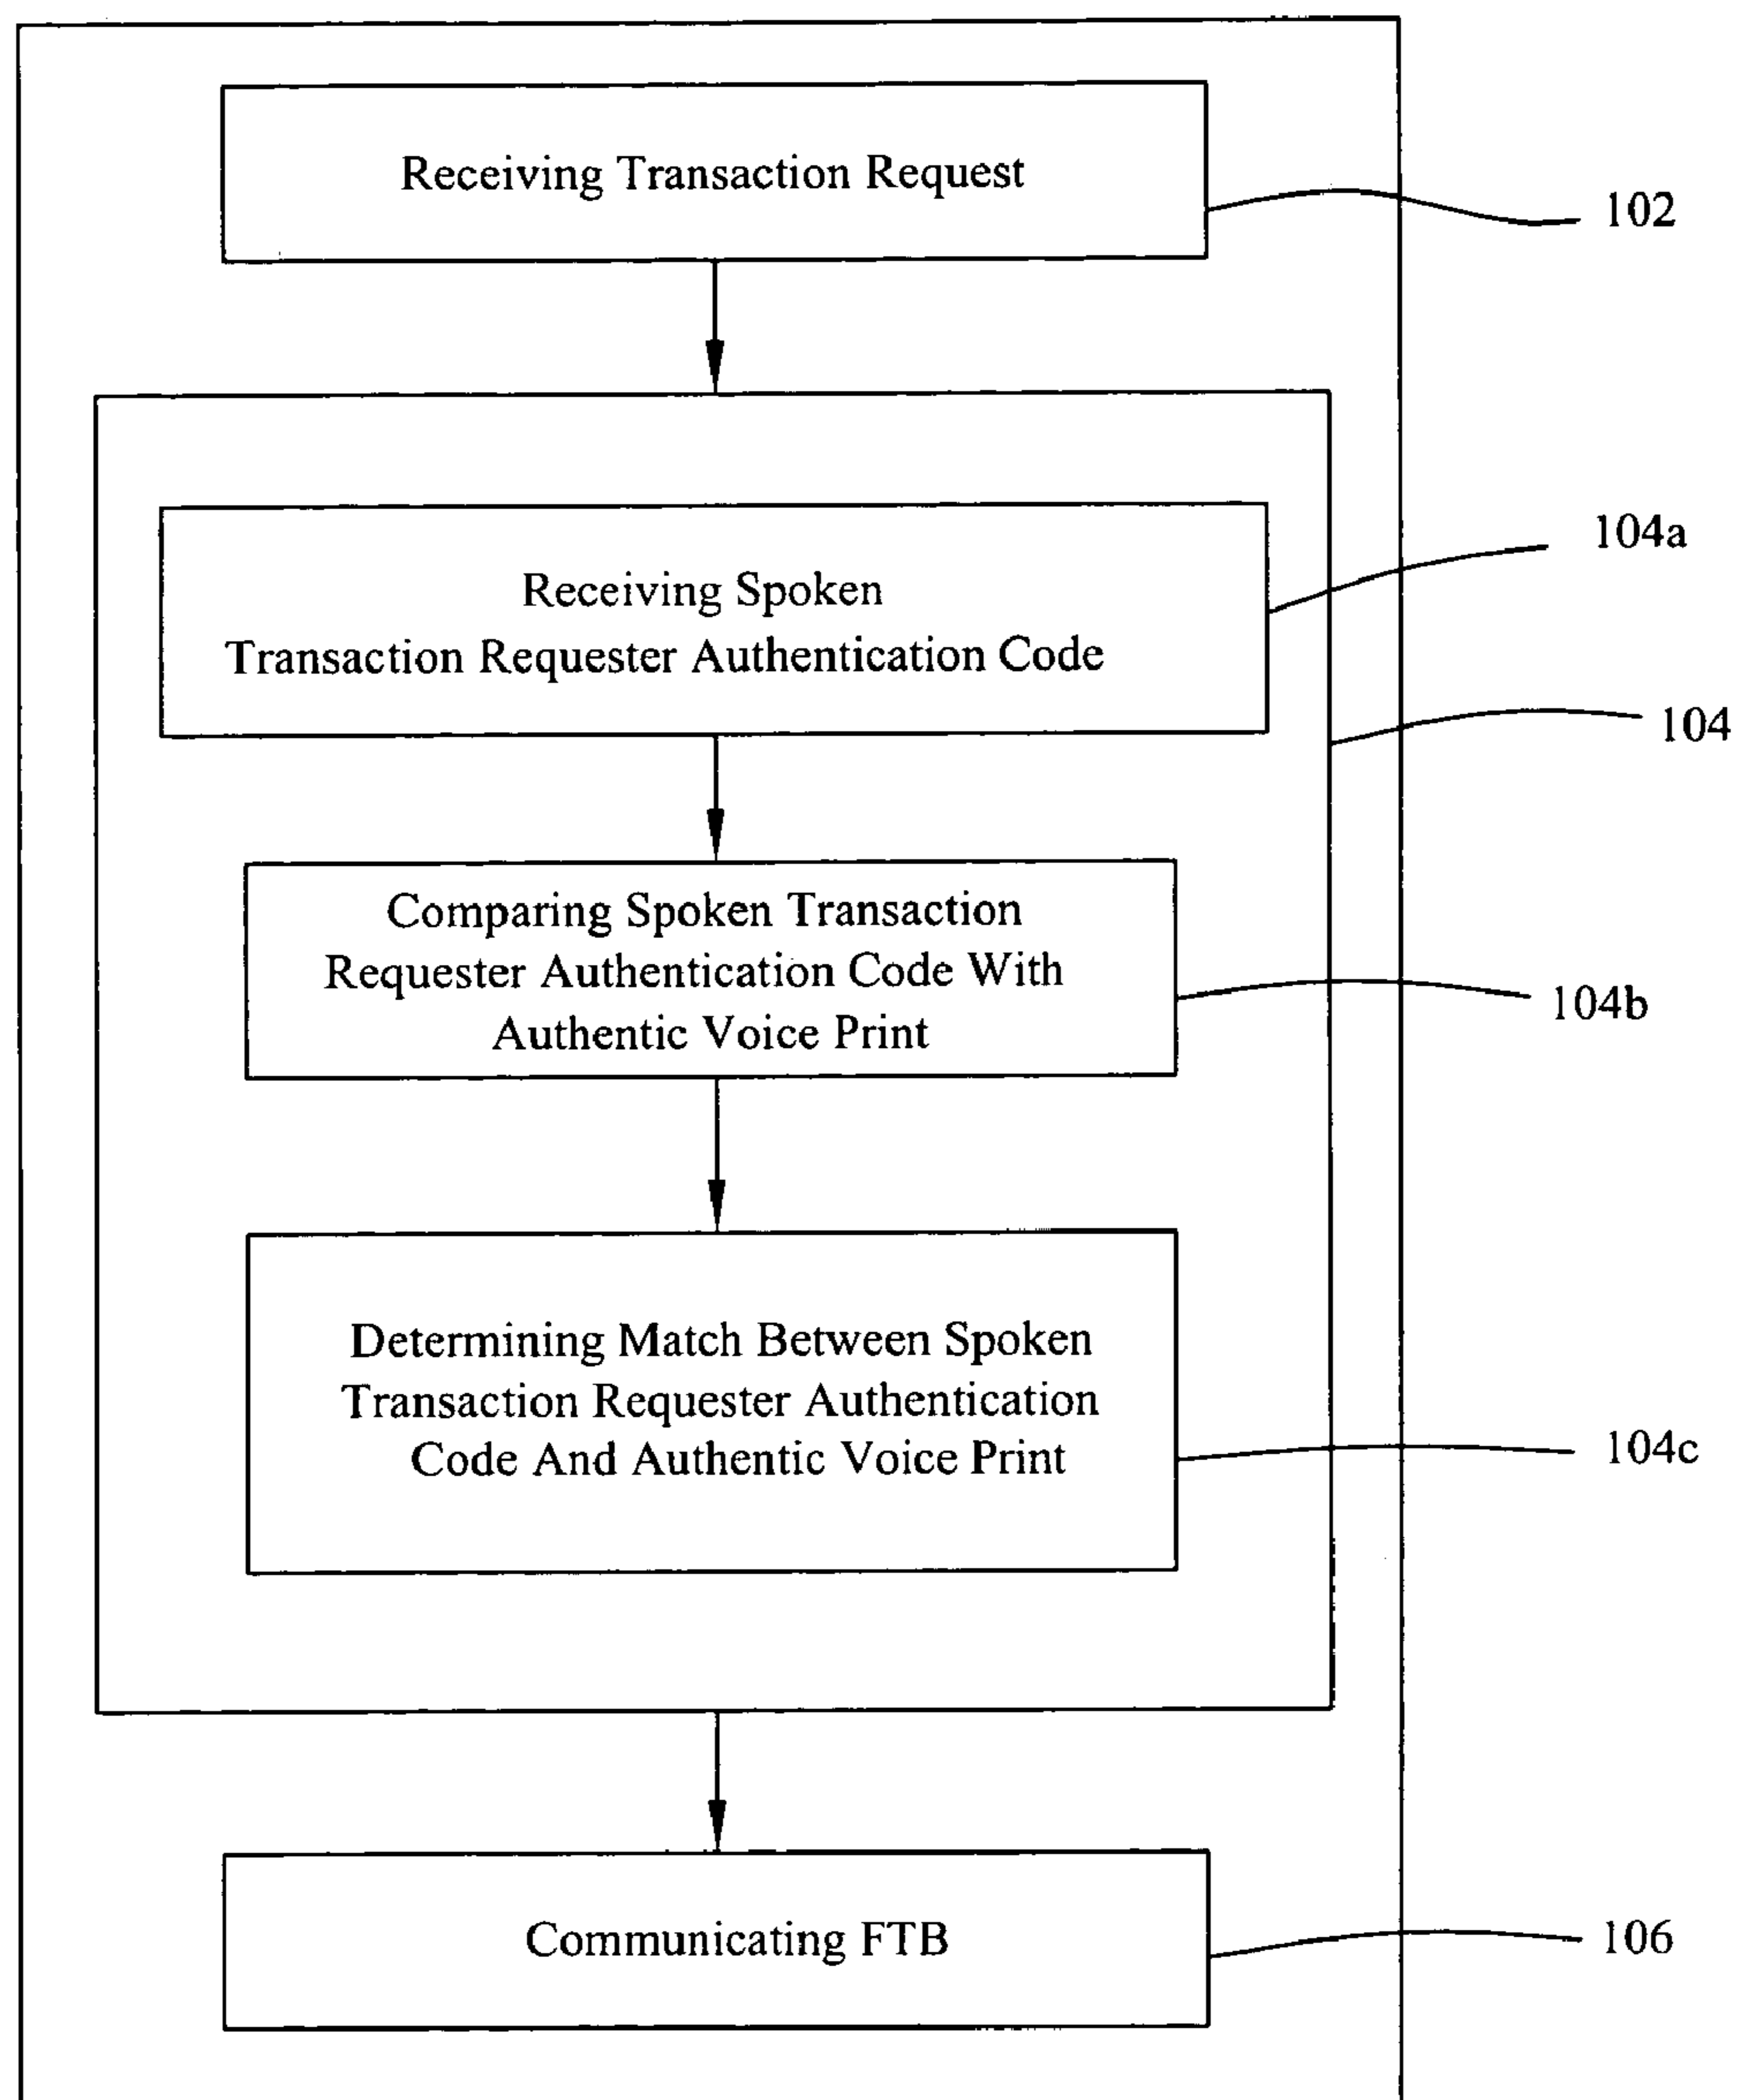 Receiving Transaction Request
102
104a
Receiving Spoken
Transaction Requester Authentication Code
104
Comparing Spoken Transaction
Requester Authentication Code With
Authentic Voice Print
104b
Determining Match Between Spoken
Transaction Requester Authentication
Code And Authentic Voice Print
104c
Communicating FTB
106